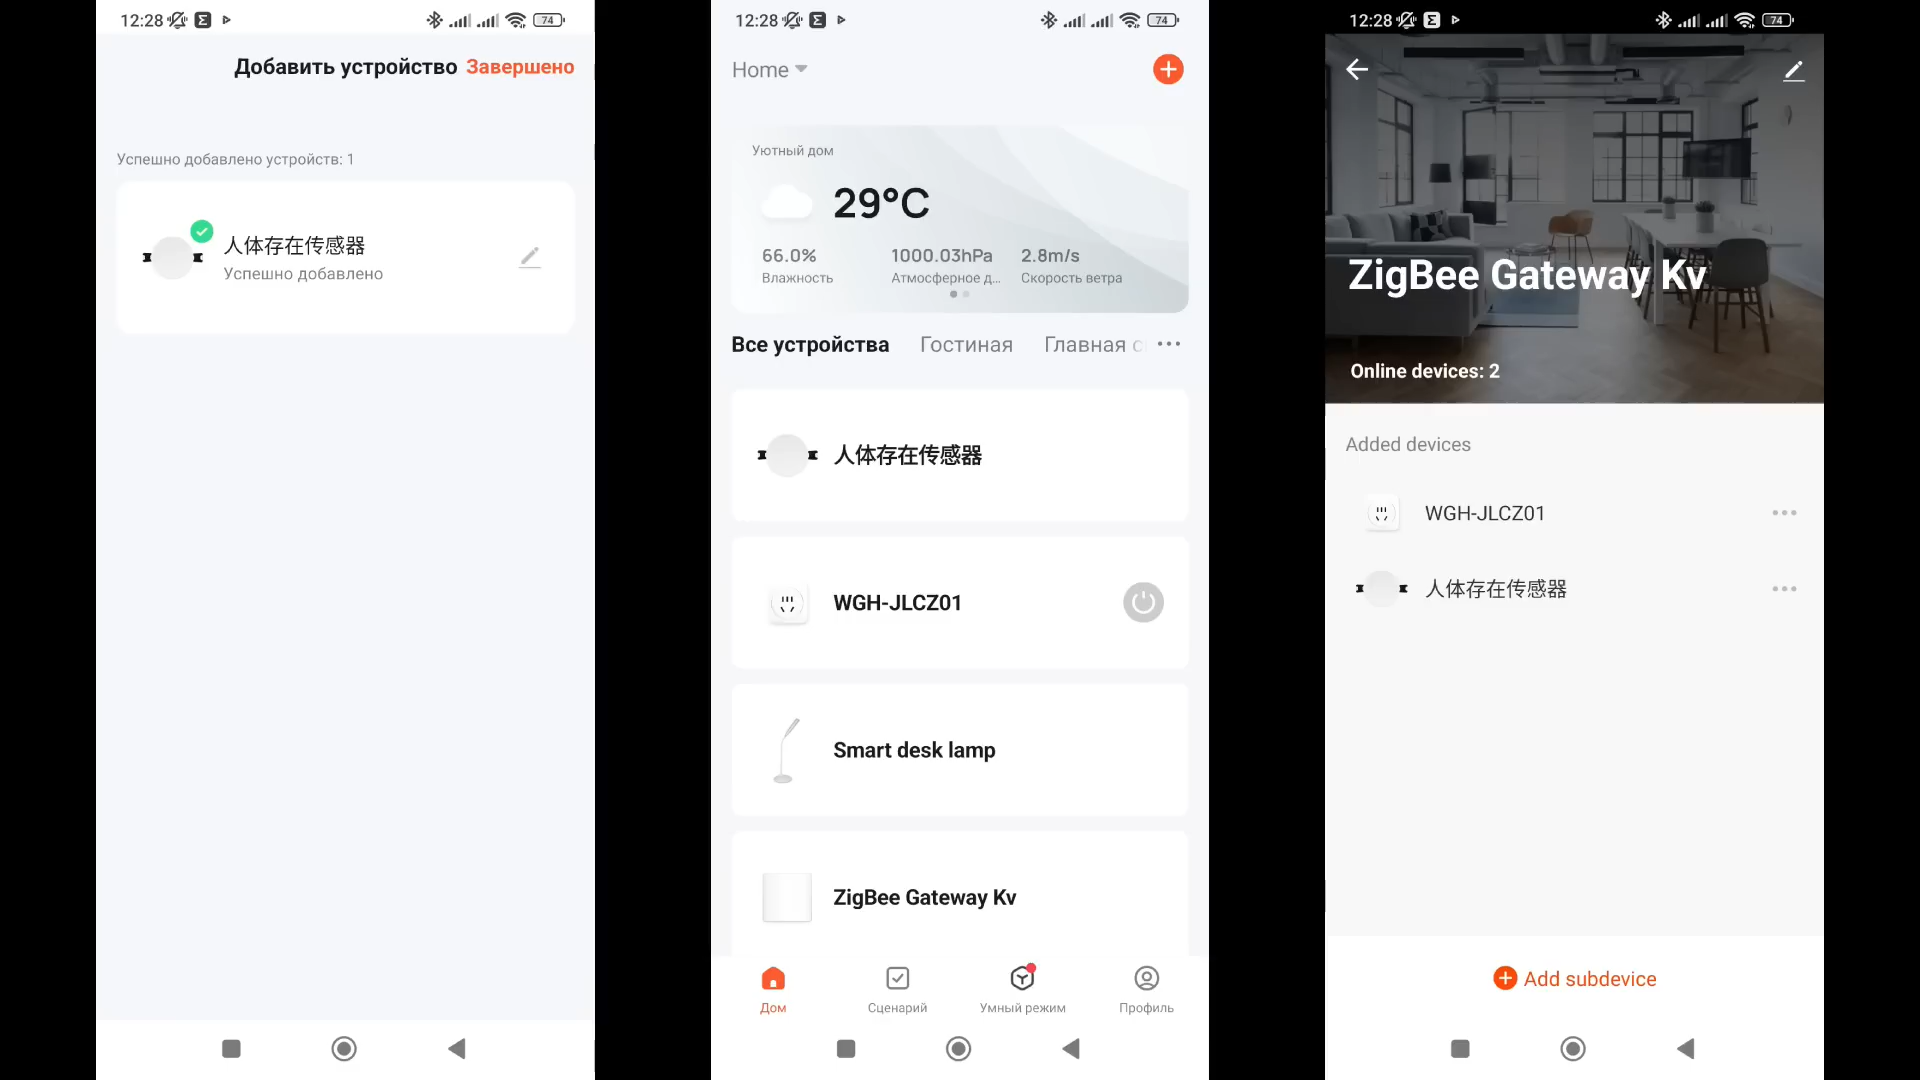 12:28
74
Добавить устройство
Завершено
Успешно добавлено устройств: 1
人体存在传感器
Успешно добавлено
12:28
74
Home
Уютный дом
29°C
66.0%
1000.03hPa
2.8m/s
Влажность
Атмосферное д...
Скорость ветра
Все устройства
Гостиная
Главная с
人体存在传感器
WGH-JLCZ01
Smart desk lamp
ZigBee Gateway Kv
Дом
Сценарий
Умный режим
Профиль
12:28
74
ZigBee Gateway Kv
Online devices: 2
Added devices
WGH-JLCZ01
人体存在传感器
Add subdevice